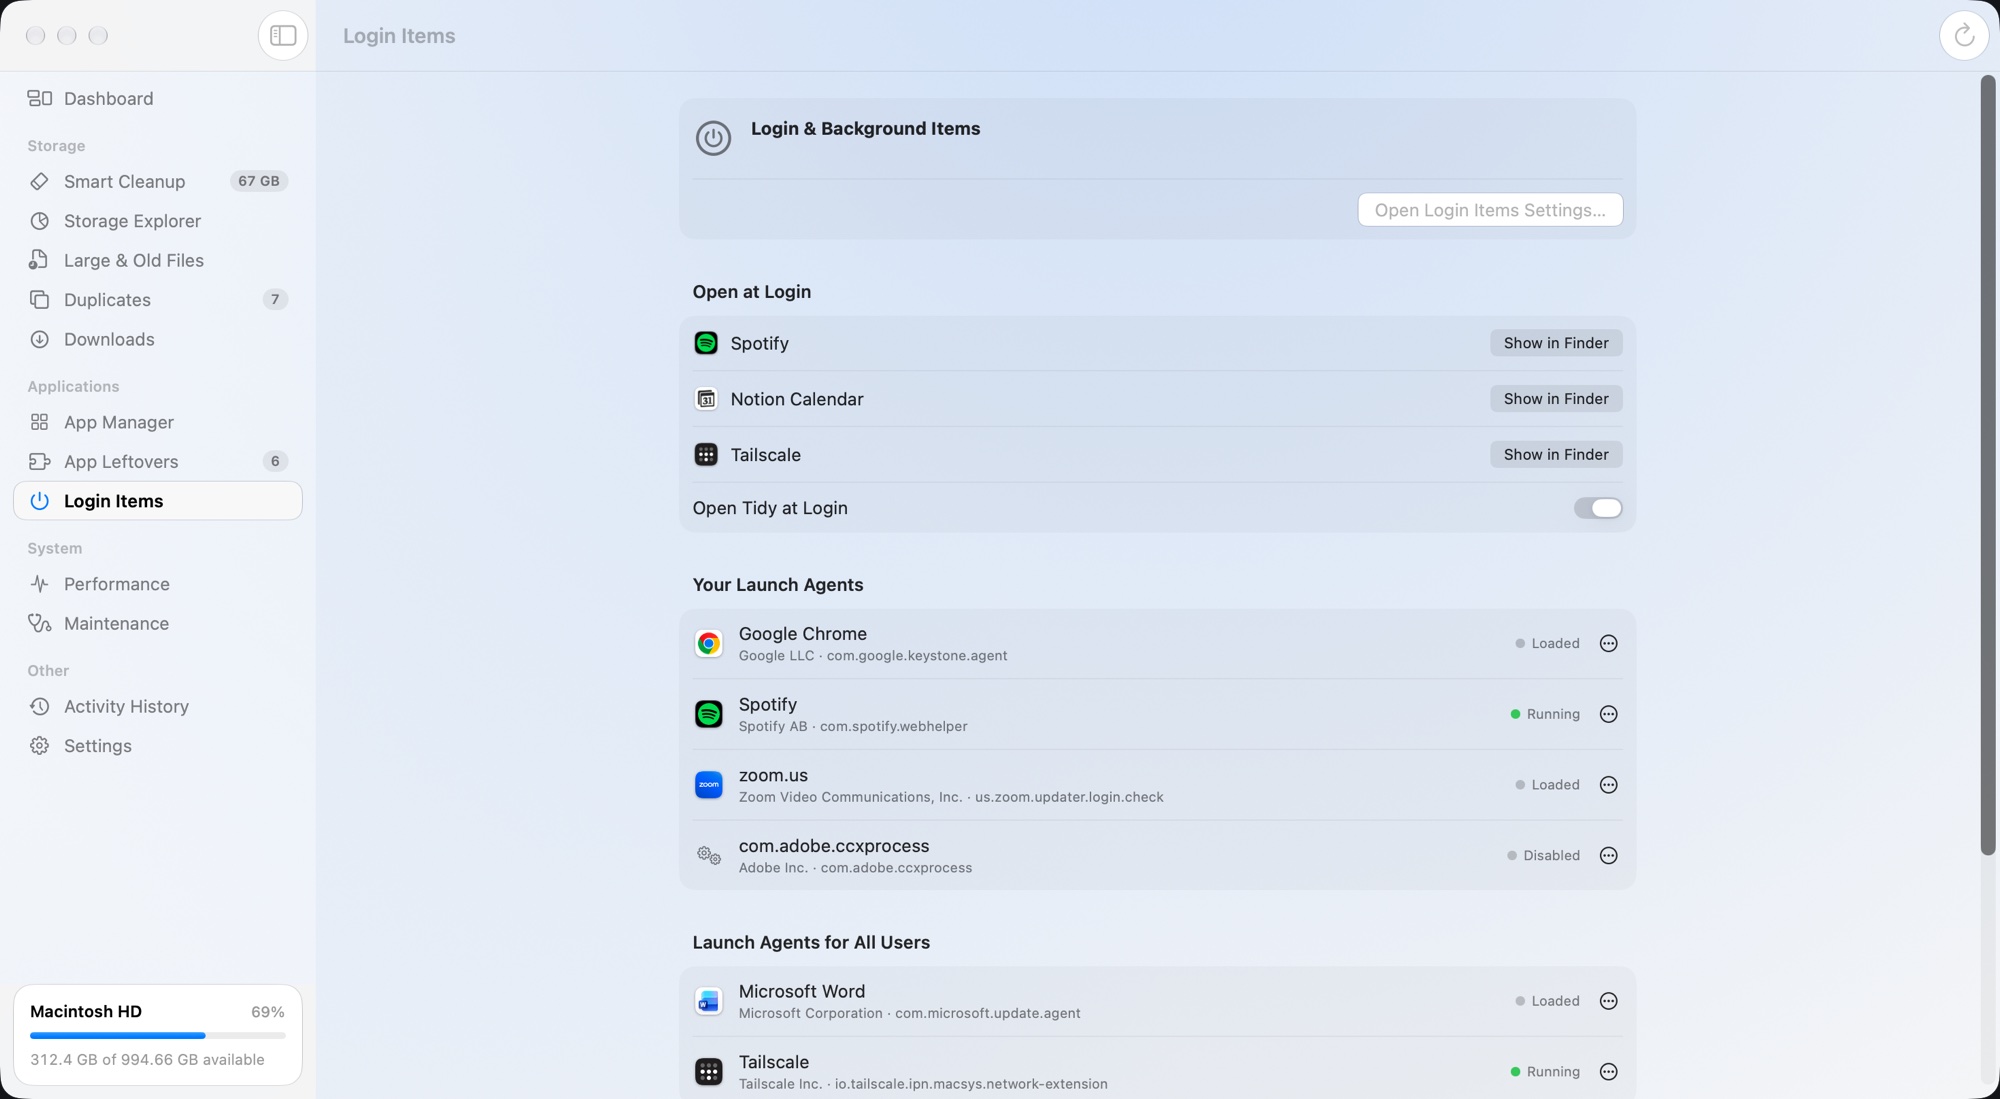 Login Items
Dashboard
Storage
Smart Cleanup 67 GB
Storage Explorer
Large & Old Files
Duplicates 7
Downloads
Applications
App Manager
App Leftovers 6
Login Items
System
Performance
Maintenance
Other
Activity History
Settings
Macintosh HD 69%
312.4 GB of 994.66 GB available
Login & Background Items
Open Login Items Settings...
Open at Login
Spotify Show in Finder
31
Notion Calendar Show in Finder
Tailscale Show in Finder
Open Tidy at Login
Your Launch Agents
Google Chrome
Google LLC · com.google.keystone.agent
Loaded
Spotify
Spotify AB · com.spotify.webhelper
Running
zoom
zoom.us
Zoom Video Communications, Inc. · us.zoom.updater.login.check
Loaded
com.adobe.ccxprocess
Adobe Inc. · com.adobe.ccxprocess
Disabled
Launch Agents for All Users
W
Microsoft Word
Microsoft Corporation · com.microsoft.update.agent
Loaded
Tailscale
Tailscale Inc. · io.tailscale.ipn.macsys.network-extension
Running